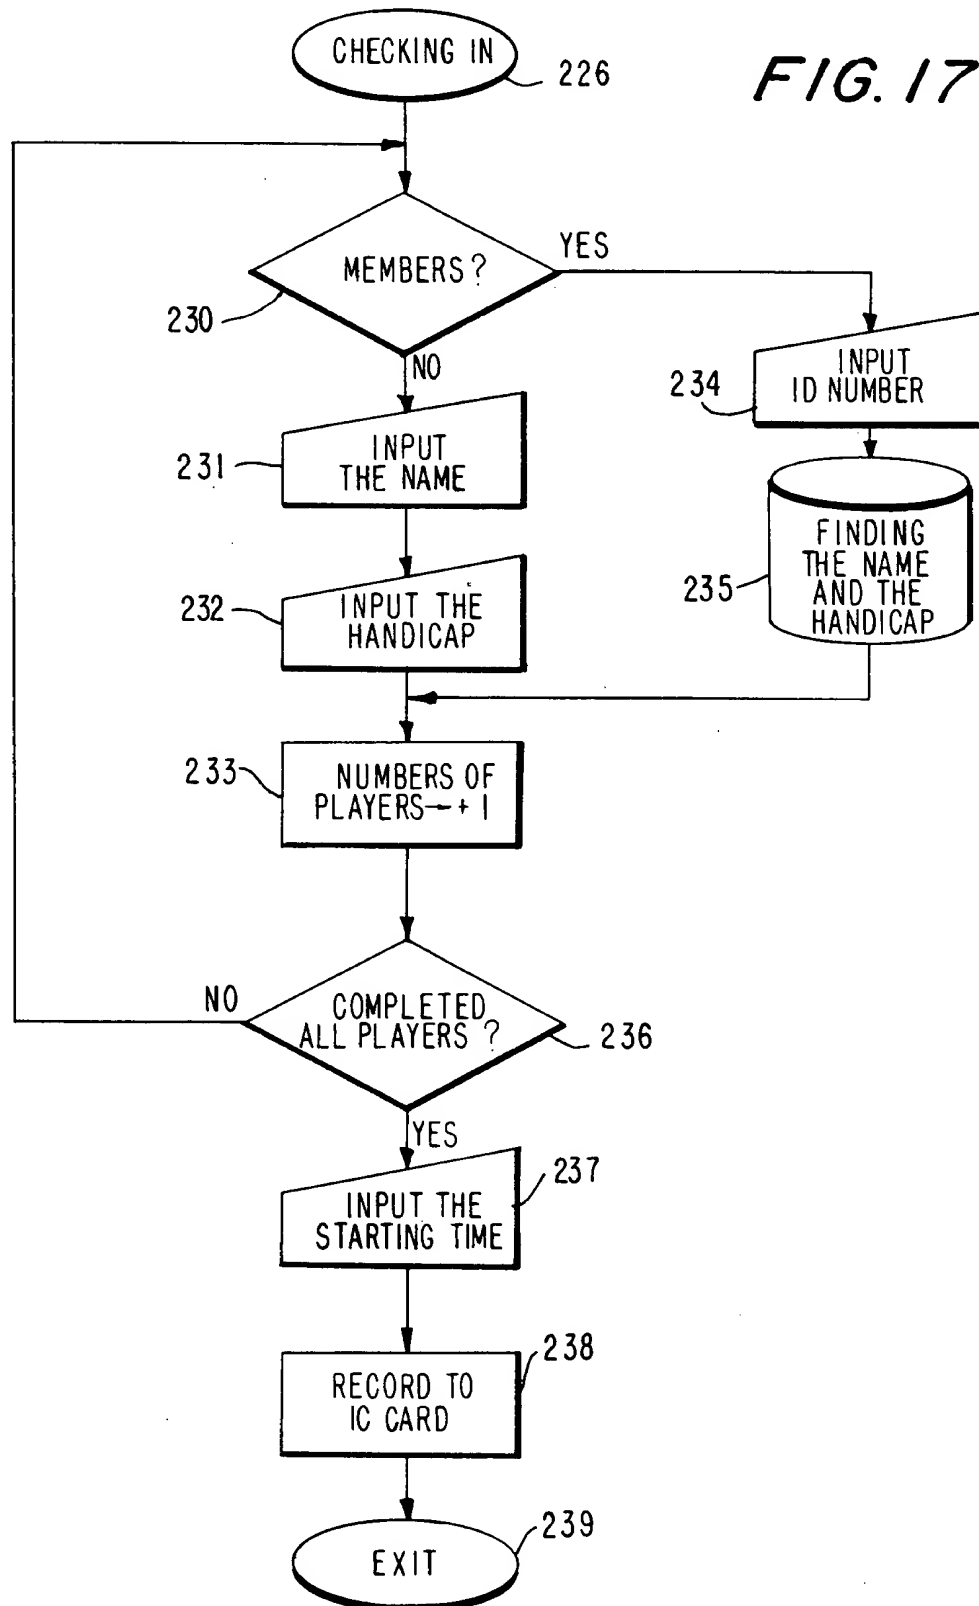 CHECKING IN
226
FIG. 17
MEMBERS?
YES
230
NO
INPUT
ID NUMBER
234
INPUT
THE NAME
231
FINDING
THE NAME
AND THE
HANDICAP
235
INPUT THE
HANDICAP
232
NUMBERS OF
PLAYERS→ + 1
233
COMPLETED
ALL PLAYERS ?
NO
236
YES
INPUT THE
STARTING TIME
237
RECORD TO
IC CARD
238
EXIT
239